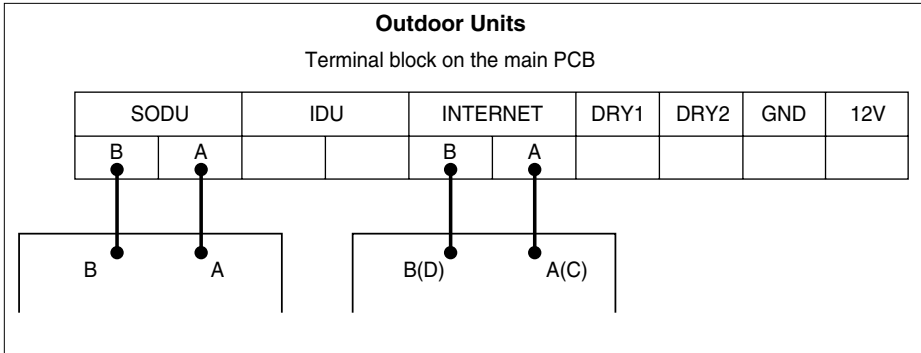 Outdoor Units
Terminal block on the main PCB
SODU IDU INTERNET DRY1 DRY2 GND 12V
B A B A
B A B(D) A(C)